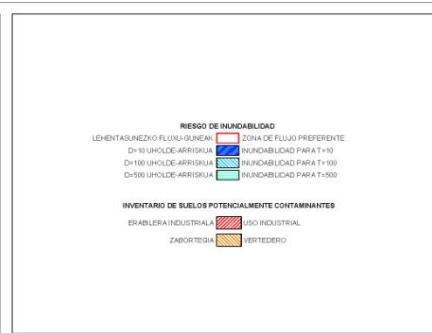 RIESGO DE INUNDABILIDAD
LEHENTASUNEZKO FLUXU-GUNEAK ZONA DE FLUJO PREFERENTE
D=10 UHOLDE-ARRISKUA INUNDABILIDAD PARA T=10
D=100 UHOLDE-ARRISKUA INUNDABILIDAD PARA T=100
D=500 UHOLDE-ARRISKUA INUNDABILIDAD PARA T=500
INVENTARIO DE SUELOS POTENCIALMENTE CONTAMINANTES
ERABILERA INDUSTRIALA USO INDUSTRIAL
ZABORTEGIA VERTEDERO